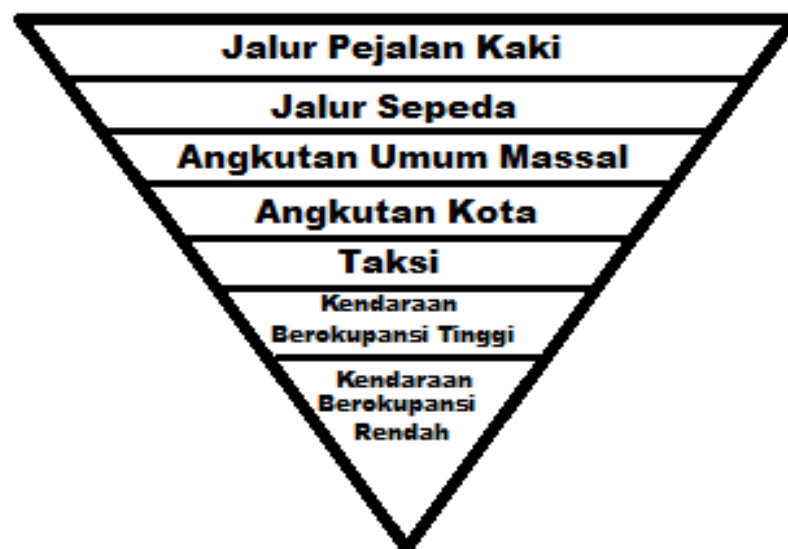 Jalur Pejalan Kaki
Jalur Sepeda
Angkutan Umum Massal
Angkutan Kota
Taksi
Kendaraan
Berokupansi Tinggi
Kendaraan
Berokupansi
Rendah